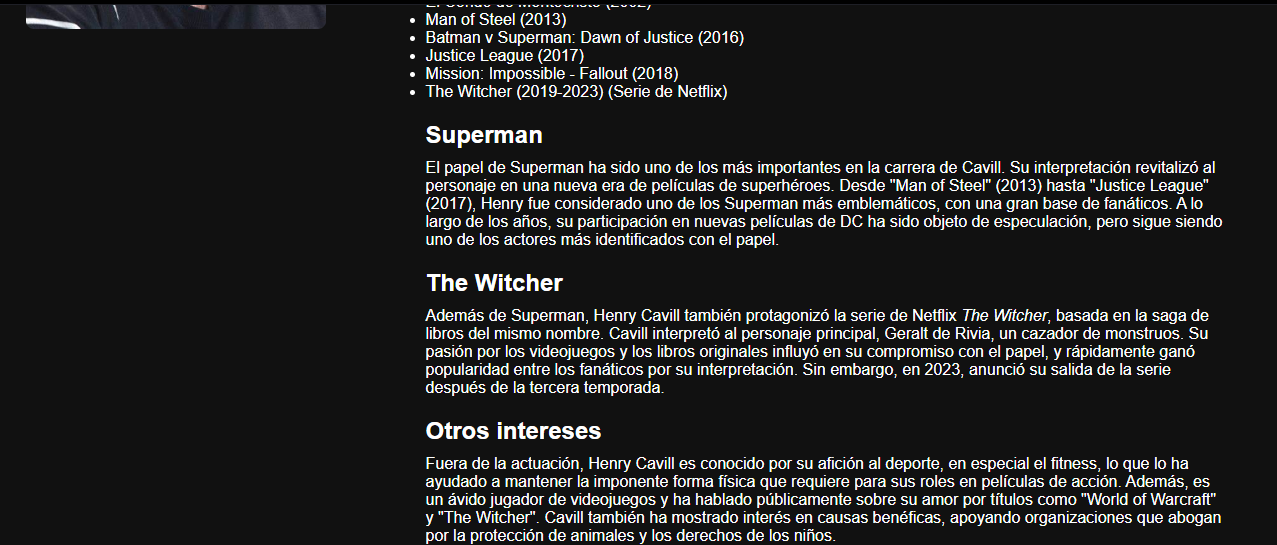 El Conde de Montecristo (2002)
Man of Steel (2013)
Batman v Superman: Dawn of Justice (2016)
Justice League (2017)
Mission: Impossible - Fallout (2018)
The Witcher (2019-2023) (Serie de Netflix)
Superman
El papel de Superman ha sido uno de los más importantes en la carrera de Cavill. Su interpretación revitalizó al
personaje en una nueva era de películas de superhéroes. Desde "Man of Steel" (2013) hasta "Justice League"
(2017), Henry fue considerado uno de los Superman más emblemáticos, con una gran base de fanáticos. A lo
largo de los años, su participación en nuevas películas de DC ha sido objeto de especulación, pero sigue siendo
uno de los actores más identificados con el papel.
The Witcher
Además de Superman, Henry Cavill también protagonizó la serie de Netflix The Witcher, basada en la saga de
libros del mismo nombre. Cavill interpretó al personaje principal, Geralt de Rivia, un cazador de monstruos. Su
pasión por los videojuegos y los libros originales influyó en su compromiso con el papel, y rápidamente ganó
popularidad entre los fanáticos por su interpretación. Sin embargo, en 2023, anunció su salida de la serie
después de la tercera temporada.
Otros intereses
Fuera de la actuación, Henry Cavill es conocido por su afición al deporte, en especial el fitness, lo que lo ha
ayudado a mantener la imponente forma física que requiere para sus roles en películas de acción. Además, es
un ávido jugador de videojuegos y ha hablado públicamente sobre su amor por títulos como "World of Warcraft"
y "The Witcher". Cavill también ha mostrado interés en causas benéficas, apoyando organizaciones que abogan
por la protección de animales y los derechos de los niños.